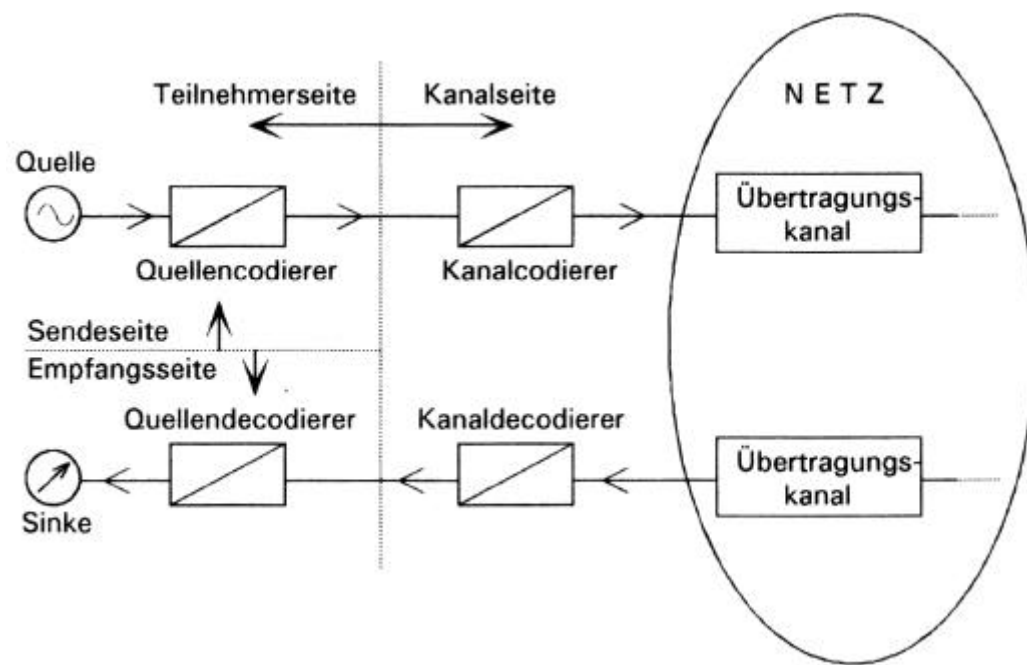 Teilnehmerseite
Kanalseite
N E T Z
Quelle
Übertragungs-
kanal
Quellencodierer
Kanalcodierer
Sendeseite
Empfangsseite
Quellendecodierer
Kanaldecodierer
Übertragungs-
kanal
Sinke